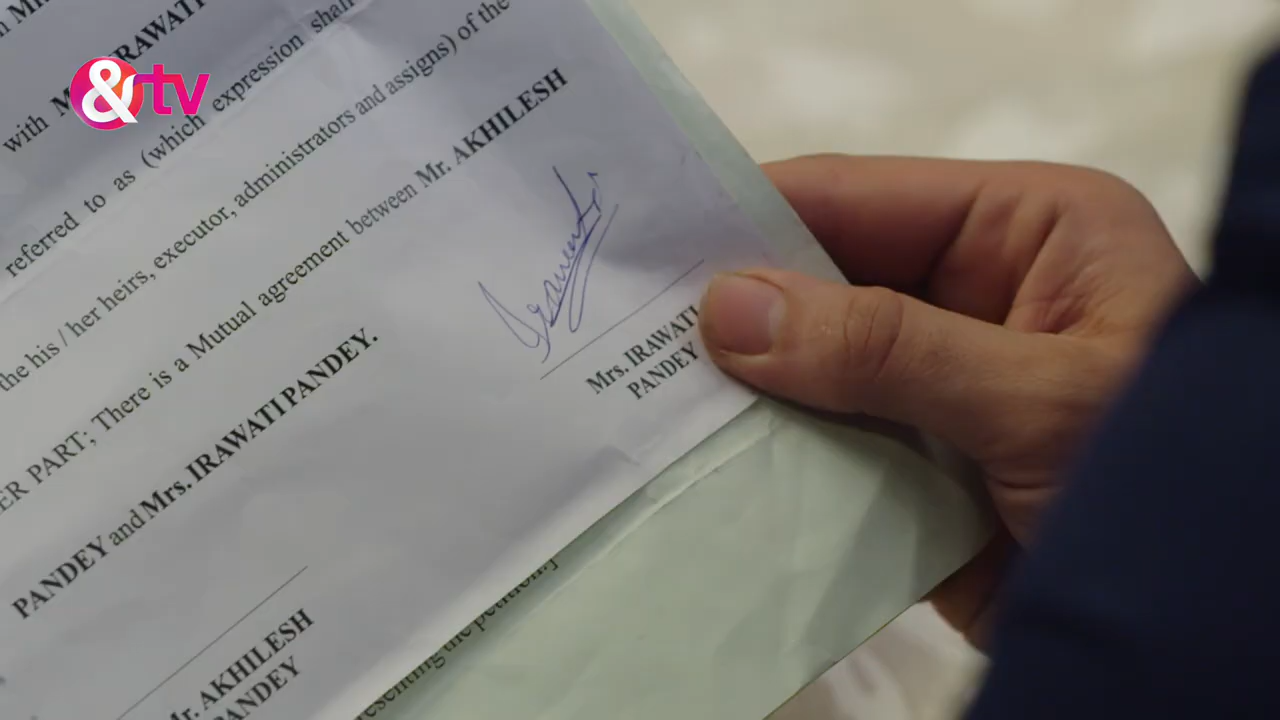 &tv
with M IRAWATI
referred to as (which expression shall
the his / her heirs, executor, administrators and assigns) of the
ER PART; There is a Mutual agreement between Mr. AKHILESH
PANDEY and Mrs. IRAWATI PANDEY.
Mrs. IRAWATI
PANDEY
Mr. AKHILESH
PANDEY
the petition.]